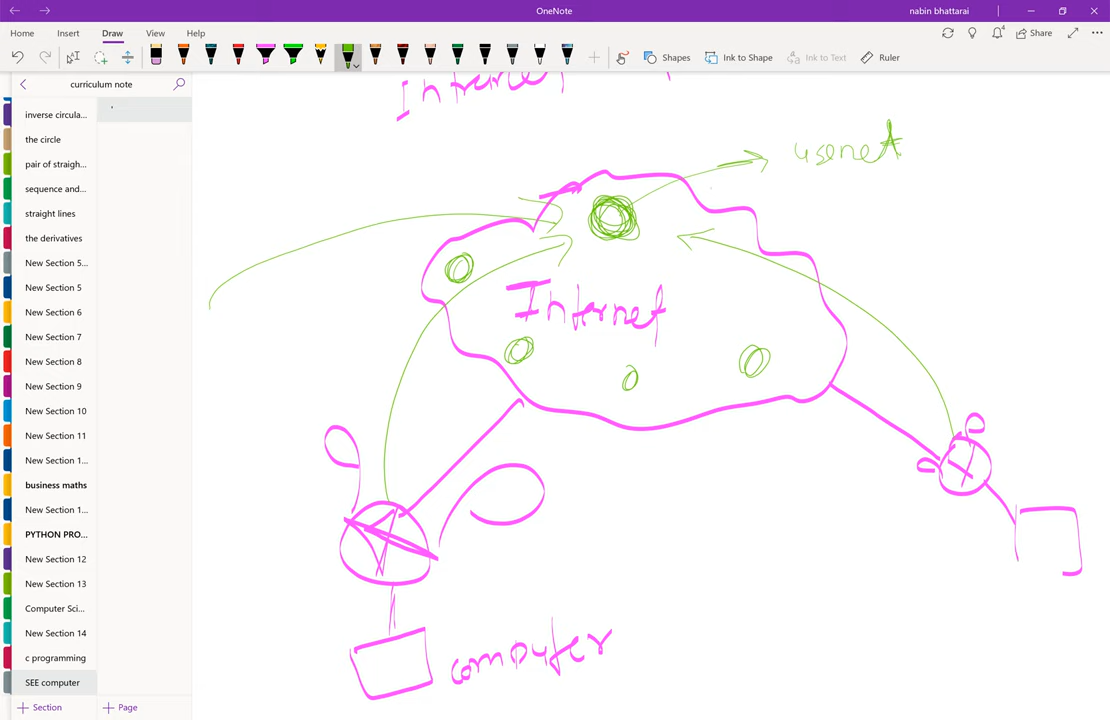 OneNote
nabin bhattarai
Home Insert Draw View Help
4
Share
Shapes
Ink to Shape
Ink to Text
Ruler
curriculum note
inverse circula...
the circle
pair of straigh...
sequence and...
straight lines
the derivatives
New Section 5...
New Section 5
New Section 6
New Section 7
New Section 8
New Section 9
New Section 10
New Section 11
New Section 1...
business maths
New Section 1...
PYTHON PRO...
New Section 12
New Section 13
Computer Sci...
New Section 14
c programming
SEE computer
+ Section
+ Page
usenet
Internet
computer